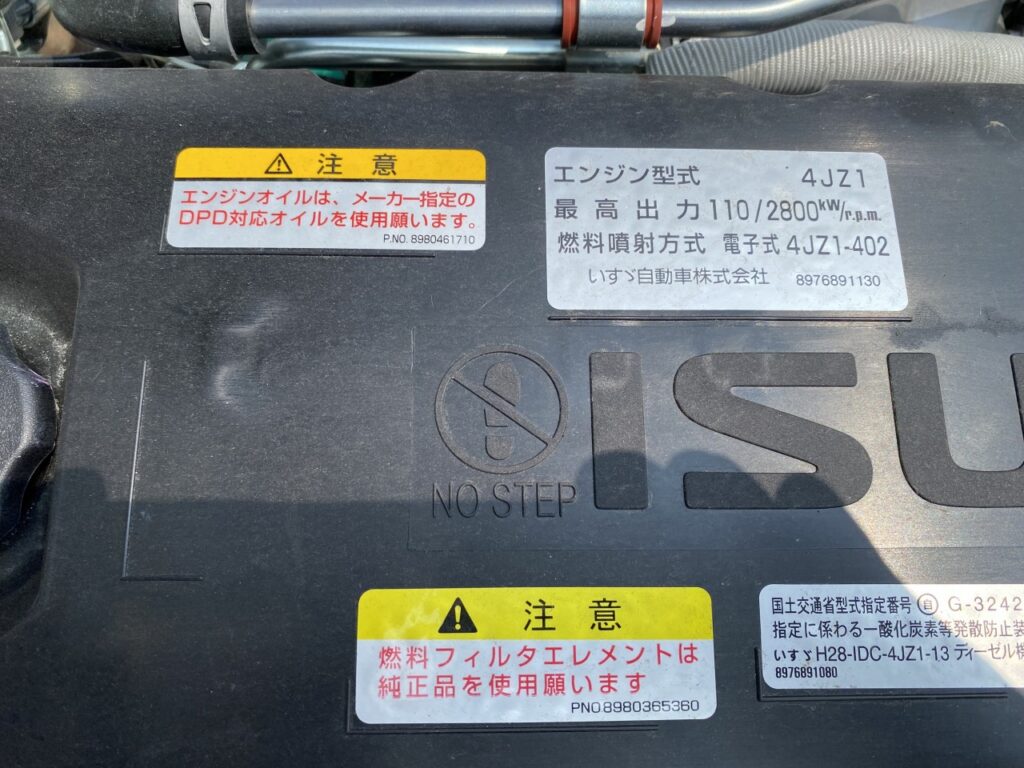 注意
エンジンオイルは、メーカー指定の
DPD対応オイルを使用願います。
P.NO. 8980461710
エンジン型式 4JZ1
最高出力 110/2800kW/r.p.m.
燃料噴射方式 電子式 4JZ1-402
いすゞ自動車株式会社 8976891130
NO STEP
ISU
注意
燃料フィルタエレメントは
純正品を使用願います
PNO.8980365360
国土交通省型式指定番号 自 G-3242
指定に係わる一酸化炭素等発散防止装
いすゞ H28-IDC-4JZ1-13 ディーゼル機
8976891080